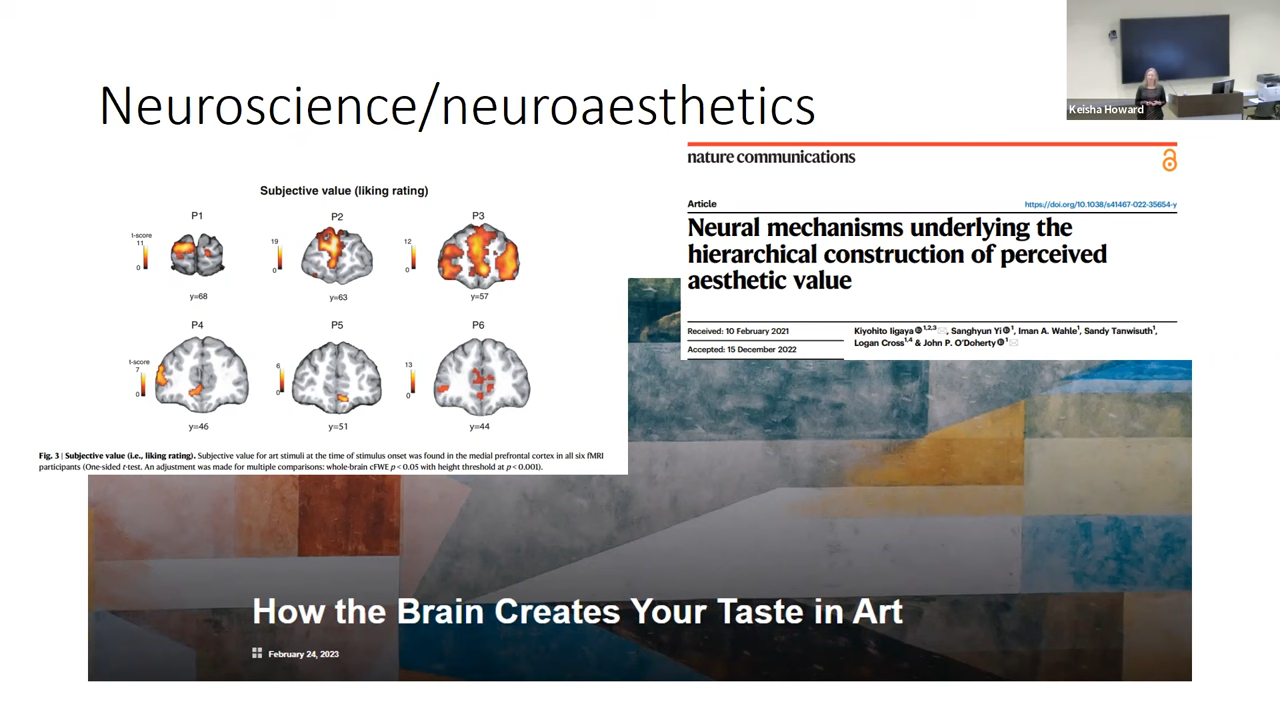 Neuroscience/neuroaesthetics
Keisha Howard
Subjective value (liking rating)
P1
P2
P3
t-score
11
0
19
0
12
0
y=68
y=63
y=57
P4
P5
P6
t-score
7
0
6
0
13
0
y=46
y=51
y=44
Fig. 3 | Subjective value (i.e., liking rating). Subjective value for art stimuli at the time of stimulus onset was found in the medial prefrontal cortex in all six fMRI
participants (One-sided t-test. An adjustment was made for multiple comparisons: whole-brain cFWE p < 0.05 with height threshold at p < 0.001).
nature communications
Article
https://doi.org/10.1038/s41467-022-35654-y
Neural mechanisms underlying the
hierarchical construction of perceived
aesthetic value
Received: 10 February 2021
Accepted: 15 December 2022
Kiyohito Iigaya 1,2,3, Sanghyun Yi 1, Iman A. Wahle1, Sandy Tanwisuth1,
Logan Cross1,4 & John P. O'Doherty 1
How the Brain Creates Your Taste in Art
February 24, 2023